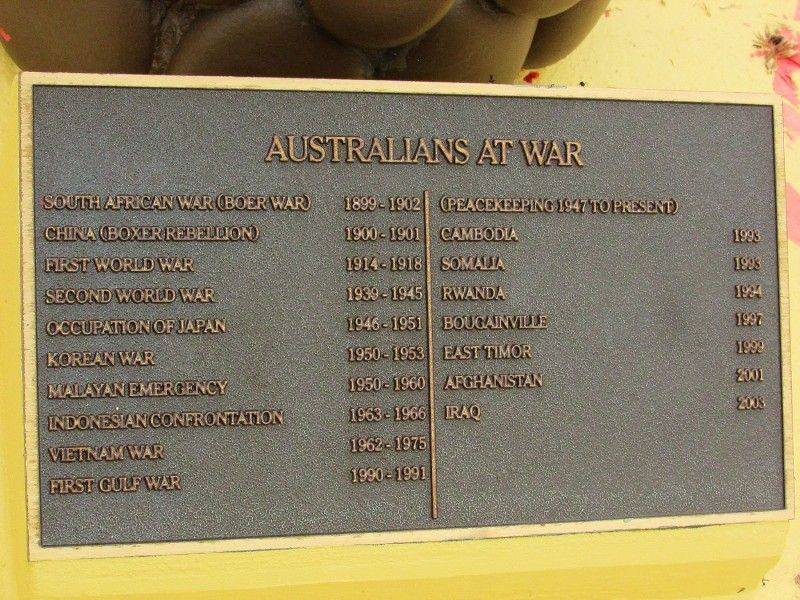 AUSTRALIANS AT WAR
SOUTH AFRICAN WAR (BOER WAR) 1899 - 1902
CHINA (BOXER REBELLION) 1900 - 1901
FIRST WORLD WAR 1914 - 1918
SECOND WORLD WAR 1939 - 1945
OCCUPATION OF JAPAN 1946 - 1951
KOREAN WAR 1950 - 1953
MALAYAN EMERGENCY 1950 - 1960
INDONESIAN CONFRONTATION 1963 - 1966
VIETNAM WAR 1962 - 1975
FIRST GULF WAR 1990 - 1991
(PEACEKEEPING 1947 TO PRESENT)
CAMBODIA 1993
SOMALIA 1993
RWANDA 1994
BOUGAINVILLE 1997
EAST TIMOR 1999
AFGHANISTAN 2001
IRAQ 2003